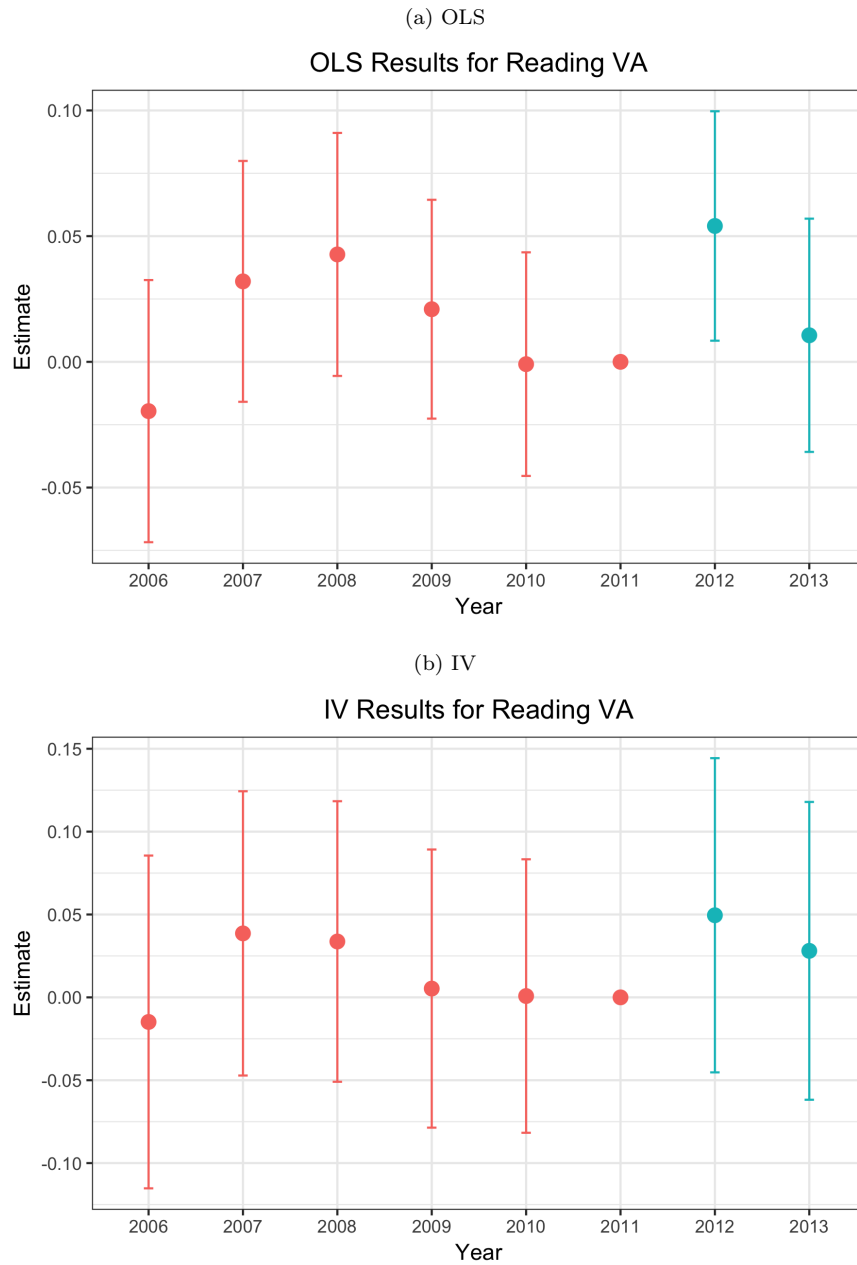 (a) OLS
OLS Results for Reading VA
0.10
0.05
0.00
-0.05
Estimate
2006 2007 2008 2009 2010 2011 2012 2013
Year
(b) IV
IV Results for Reading VA
0.15
0.10
0.05
0.00
-0.05
-0.10
Estimate
2006 2007 2008 2009 2010 2011 2012 2013
Year